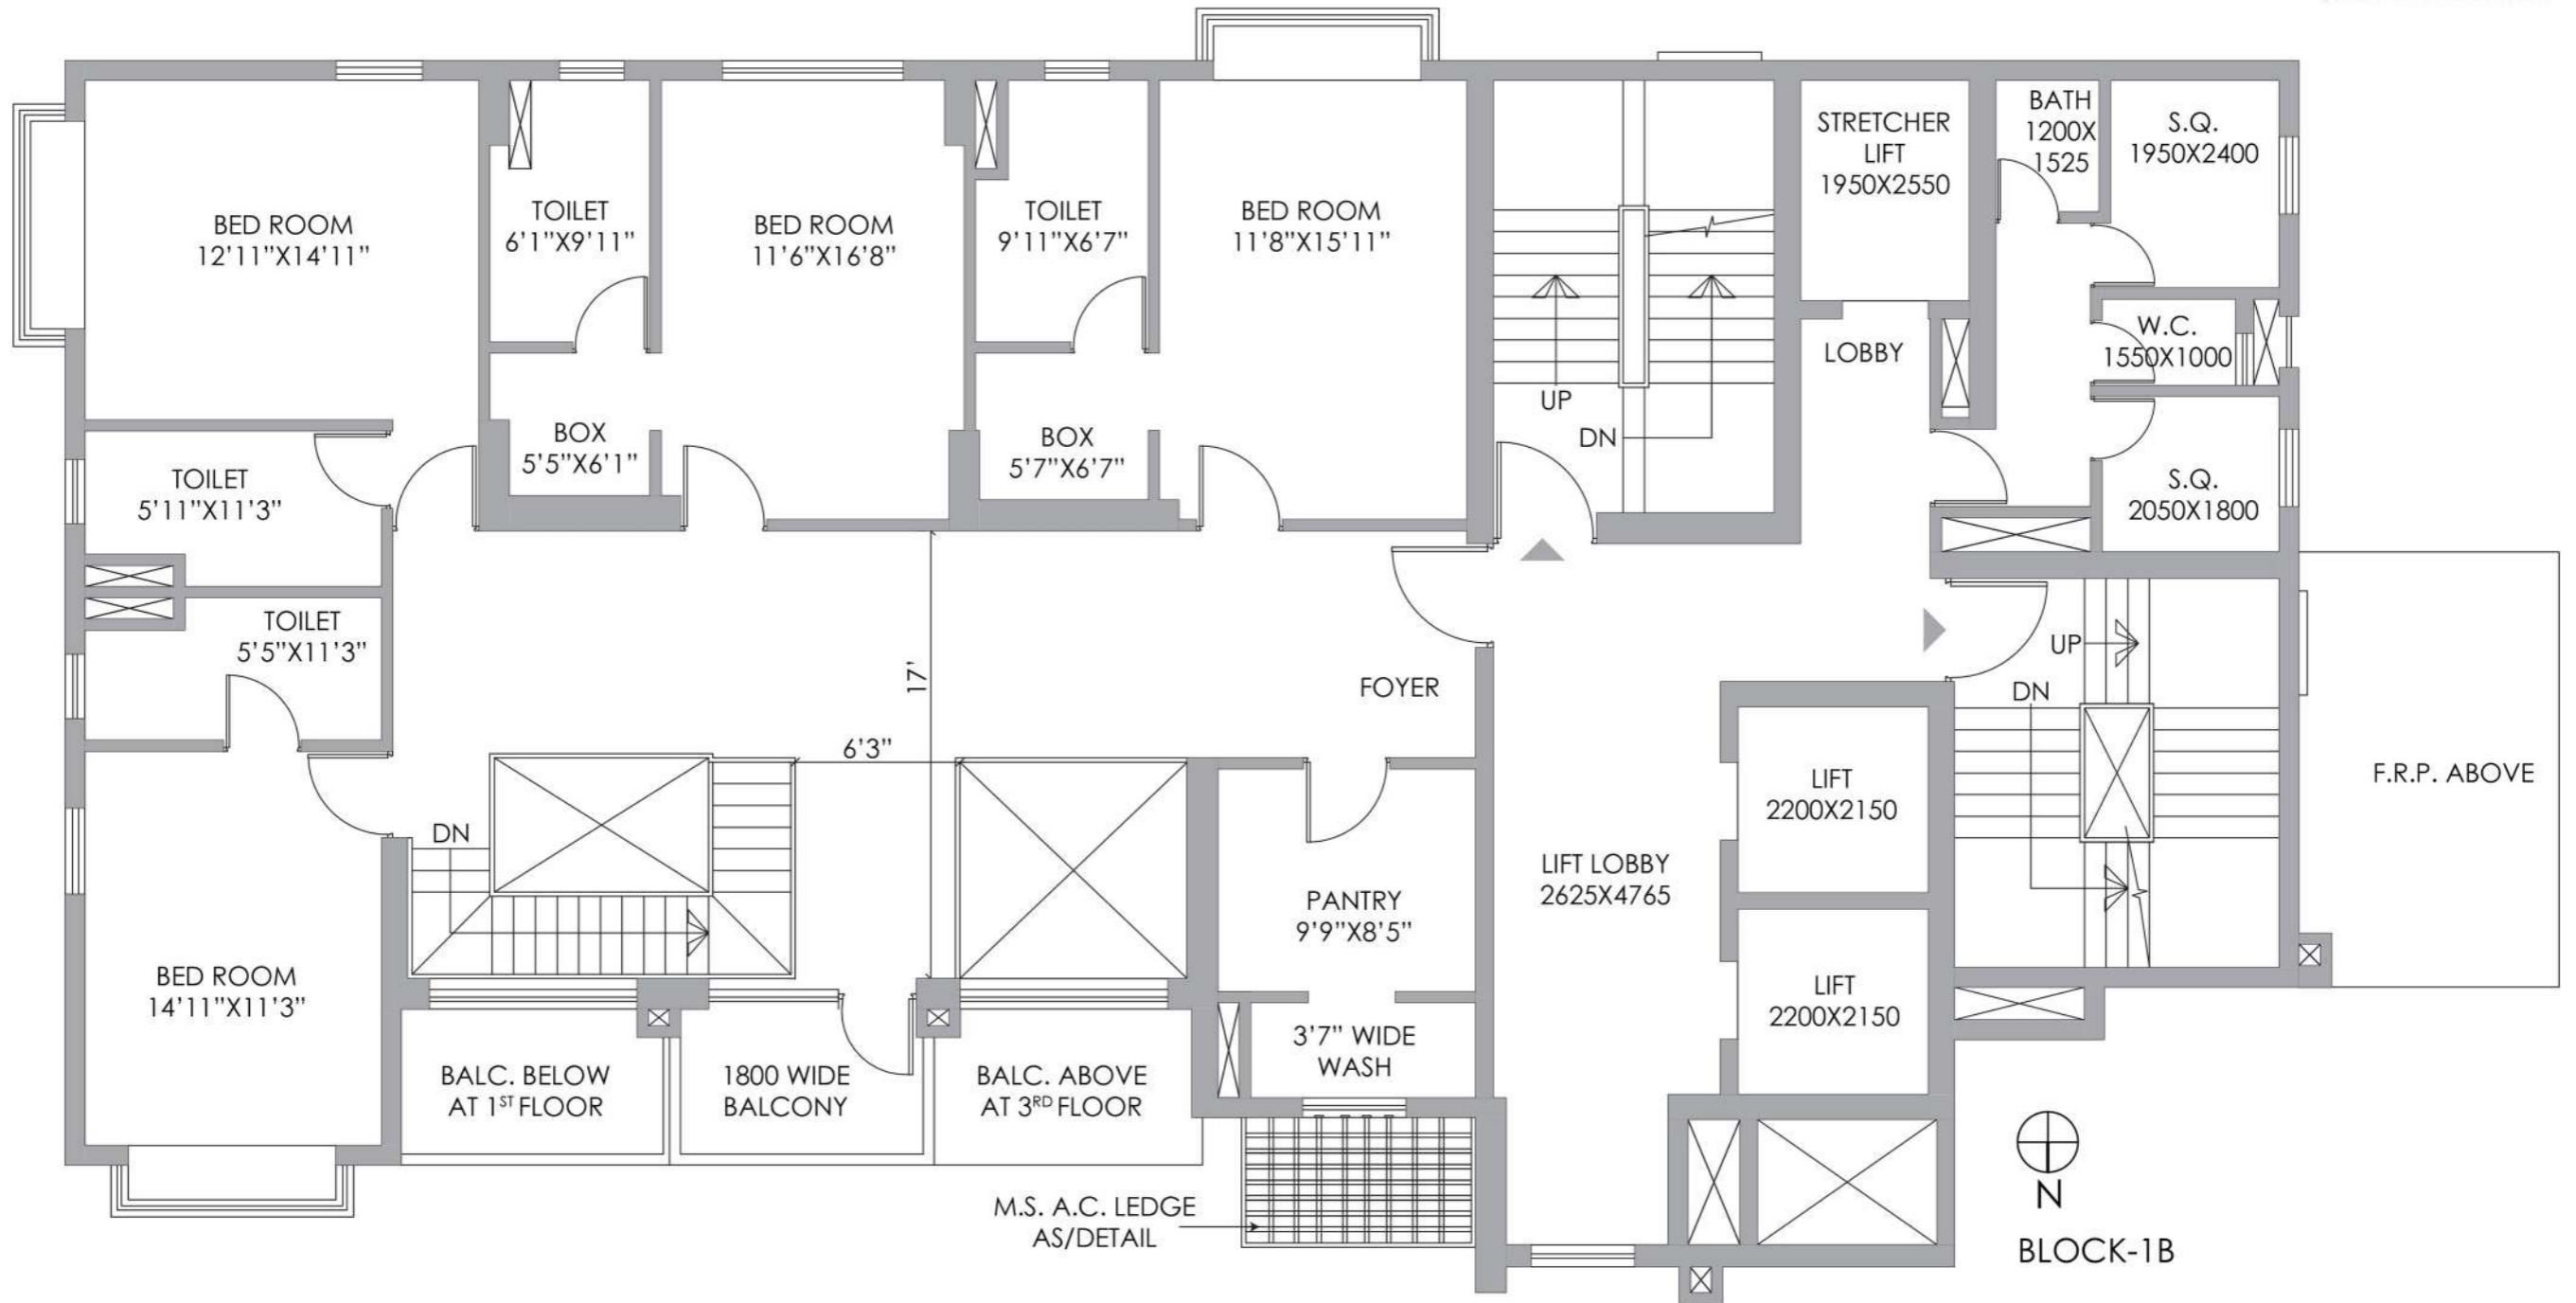 BED ROOM
12'11"X14'11"
TOILET
6'1"X9'11"
BED ROOM
11'6"X16'8"
TOILET
9'11"X6'7"
BED ROOM
11'8"X15'11"
STRETCHER
LIFT
1950X2550
BATH
1200X
1525
S.Q.
1950X2400
LOBBY
W.C.
1550X1000
UP
DN
BOX
5'5"X6'1"
BOX
5'7"X6'7"
TOILET
5'11"X11'3"
S.Q.
2050X1800
TOILET
5'5"X11'3"
17'
FOYER
UP
DN
6'3"
F.R.P. ABOVE
LIFT
2200X2150
DN
LIFT LOBBY
2625X4765
PANTRY
9'9"X8'5"
BED ROOM
14'11"X11'3"
LIFT
2200X2150
3'7" WIDE
WASH
BALC. BELOW
AT 1ST FLOOR
1800 WIDE
BALCONY
BALC. ABOVE
AT 3RD FLOOR
M.S. A.C. LEDGE
AS/DETAIL
N
BLOCK-1B